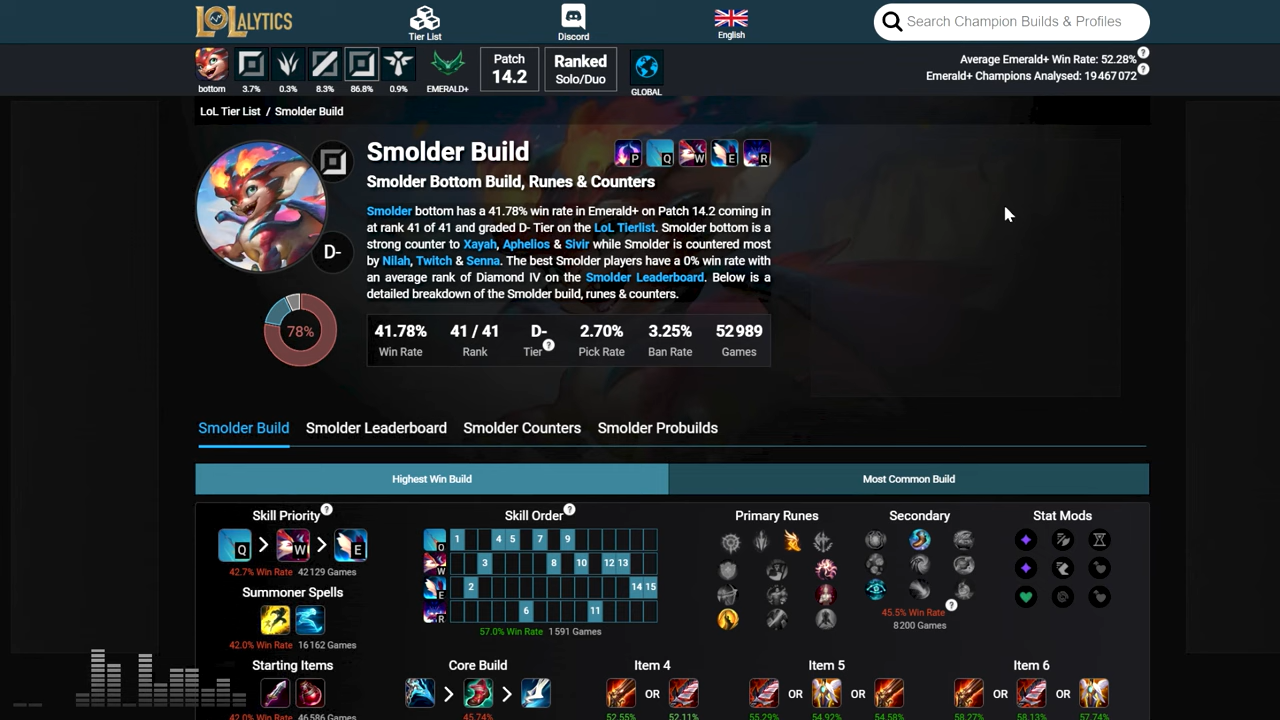 LOLALYTICS
Tier List
Discord
English
Search Champion Builds & Profiles
bottom
3.7%
0.3%
8.3%
86.8%
0.9%
EMERALD+
Patch
14.2
Ranked
Solo/Duo
GLOBAL
Average Emerald+ Win Rate: 52.28% ?
Emerald+ Champions Analysed: 19 467 072 ?
LoL Tier List / Smolder Build
Smolder Build
P Q W E R
Smolder Bottom Build, Runes & Counters
Smolder bottom has a 41.78% win rate in Emerald+ on Patch 14.2 coming in
at rank 41 of 41 and graded D- Tier on the LoL Tierlist. Smolder bottom is a
strong counter to Xayah, Aphelios & Sivir while Smolder is countered most
by Nilah, Twitch & Senna. The best Smolder players have a 0% win rate with
an average rank of Diamond IV on the Smolder Leaderboard. Below is a
detailed breakdown of the Smolder build, runes & counters.
D-
78%
41.78% 41 / 41 D- 2.70% 3.25% 52 989
Win Rate Rank Tier ? Pick Rate Ban Rate Games
Smolder Build Smolder Leaderboard Smolder Counters Smolder Probuilds
Highest Win Build
Most Common Build
Skill Priority ?
Q > W > E
42.7% Win Rate 42 129 Games
Summoner Spells
42.0% Win Rate 16 162 Games
Skill Order ?
Q 1 4 5 7 9
W 3 8 10 12 13
E 2 14 15
R 6 11
57.0% Win Rate 1 591 Games
Primary Runes
Secondary
45.5% Win Rate ?
8 200 Games
Stat Mods
Starting Items
42.0% Win Rate 46 586 Games
Core Build
> >
45.74%
Item 4
OR
52.55% 52.11%
Item 5
OR OR
55.29% 54.92% 54.58%
Item 6
OR OR
58.27% 58.13% 57.74%